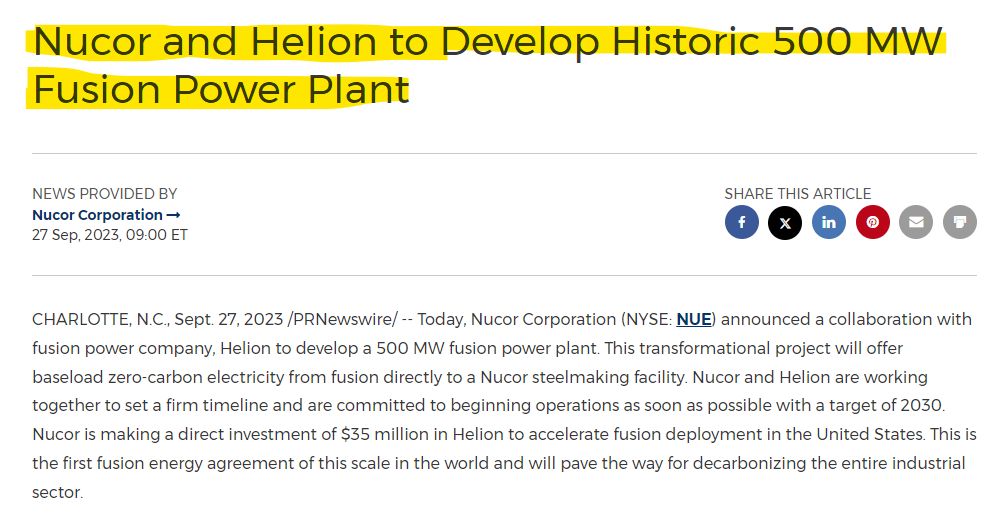 Nucor and Helion to Develop Historic 500 MW
Fusion Power Plant
NEWS PROVIDED BY
Nucor Corporation →
27 Sep, 2023, 09:00 ET
SHARE THIS ARTICLE
CHARLOTTE, N.C., Sept. 27, 2023 /PRNewswire/ -- Today, Nucor Corporation (NYSE: NUE) announced a collaboration with
fusion power company, Helion to develop a 500 MW fusion power plant. This transformational project will offer
baseload zero-carbon electricity from fusion directly to a Nucor steelmaking facility. Nucor and Helion are working
together to set a firm timeline and are committed to beginning operations as soon as possible with a target of 2030.
Nucor is making a direct investment of $35 million in Helion to accelerate fusion deployment in the United States. This is
the first fusion energy agreement of this scale in the world and will pave the way for decarbonizing the entire industrial
sector.